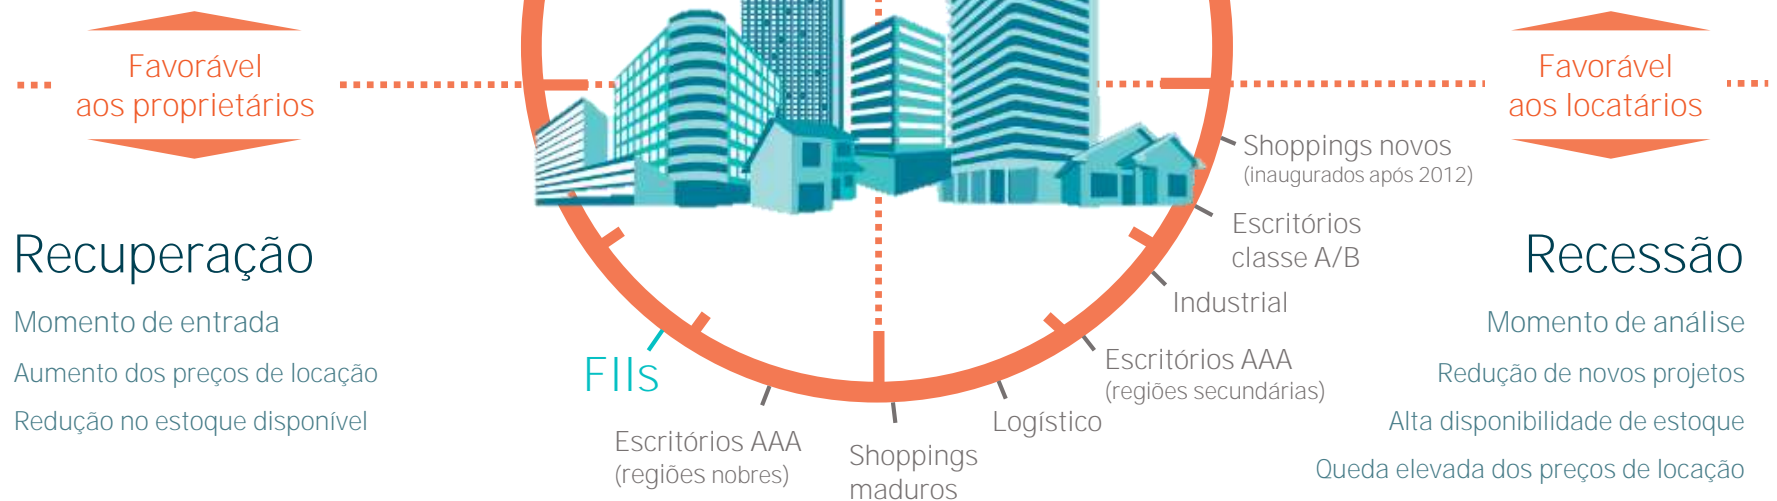 Favorável
aos proprietários
Favorável
aos locatários
Shoppings novos
(inaugurados após 2012)
Escritórios
classe A/B
Industrial
Escritórios AAA
(regiões secundárias)
Logístico
Shoppings
maduros
Escritórios AAA
(regiões nobres)
FIIs
Recuperação
Momento de entrada
Aumento dos preços de locação
Redução no estoque disponível
Recessão
Momento de análise
Redução de novos projetos
Alta disponibilidade de estoque
Queda elevada dos preços de locação